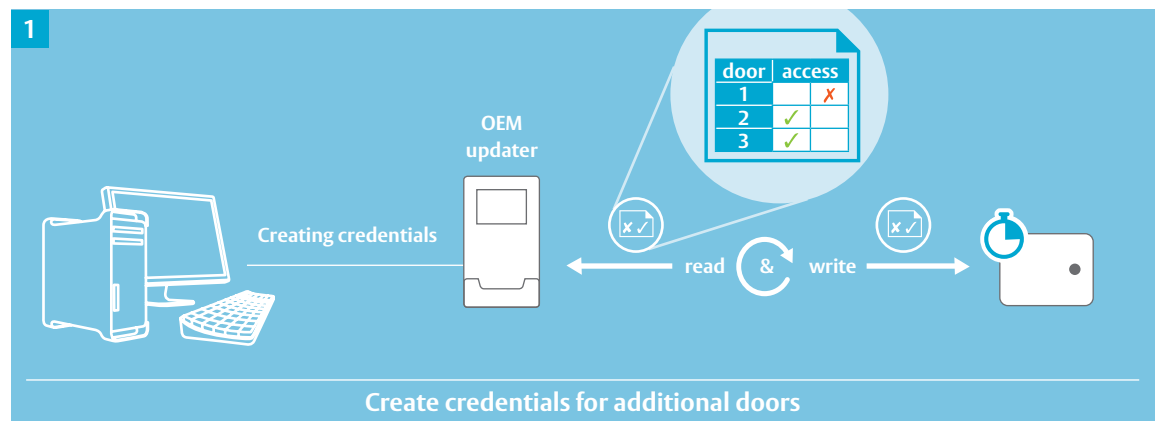 1
door access
1 ✗
2 ✓
3 ✓
OEM
updater
Creating credentials
✗ ✓
✗ ✓
read & write
Create credentials for additional doors